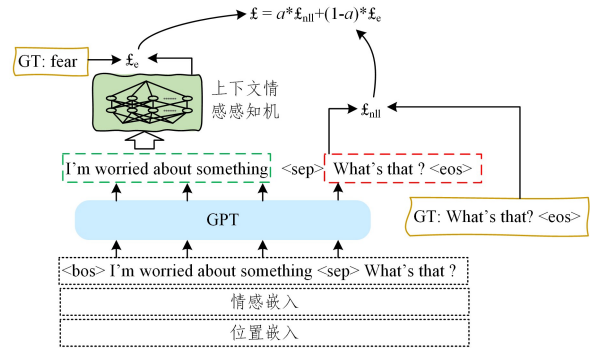 £ = a*£nll+(1-a)*£e
GT: fear
£e
上下文情
感感知机
£nll
I'm worried about something <sep> What's that ? <eos>
GPT
GT: What's that? <eos>
<bos> I'm worried about something <sep> What's that ?
情感嵌入
位置嵌入